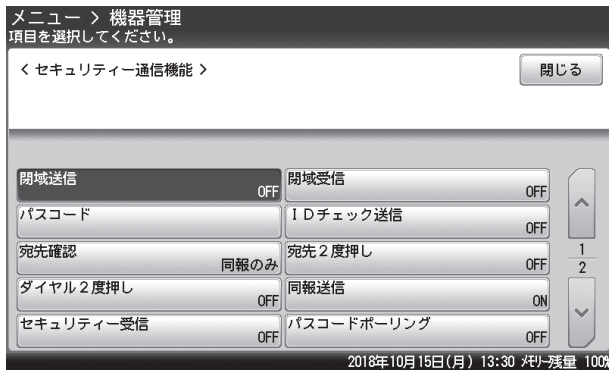 メニュー > 機器管理
項目を選択してください。
<セキュリティー通信機能>
閉じる
閉域送信 OFF
閉域受信 OFF
パスコード
IDチェック送信 OFF
宛先確認 同報のみ
宛先2度押し OFF
1
2
ダイヤル2度押し OFF
同報送信 ON
セキュリティー受信 OFF
パスコードポーリング OFF
2018年10月15日(月) 13:30 メモリー残量 100%